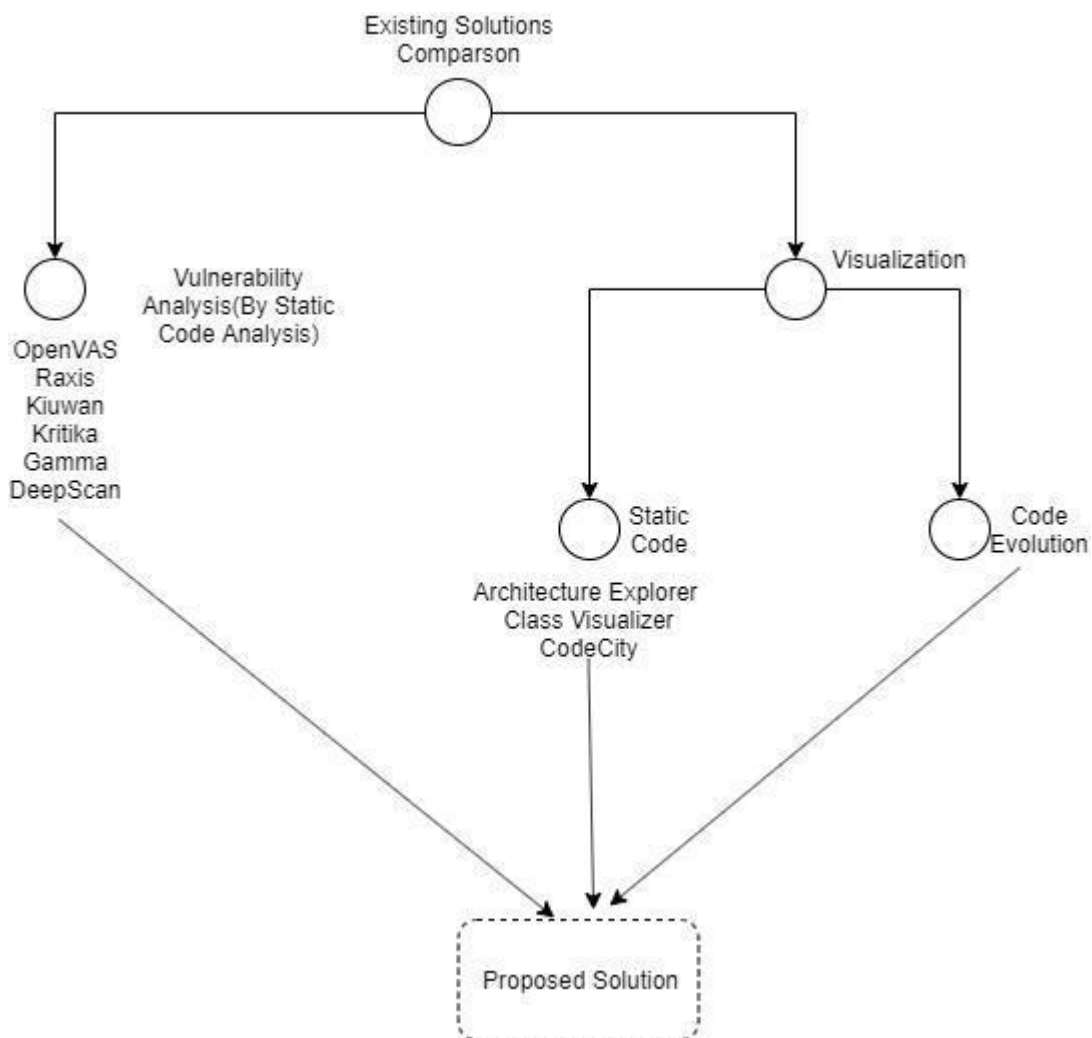 Existing Solutions
Comparson
Vulnerability
Analysis(By Static
Code Analysis)
OpenVAS
Raxis
Kiuwan
Kritika
Gamma
DeepScan
Visualization
Static
Code
Architecture Explorer
Class Visualizer
CodeCity
Code
Evolution
Proposed Solution